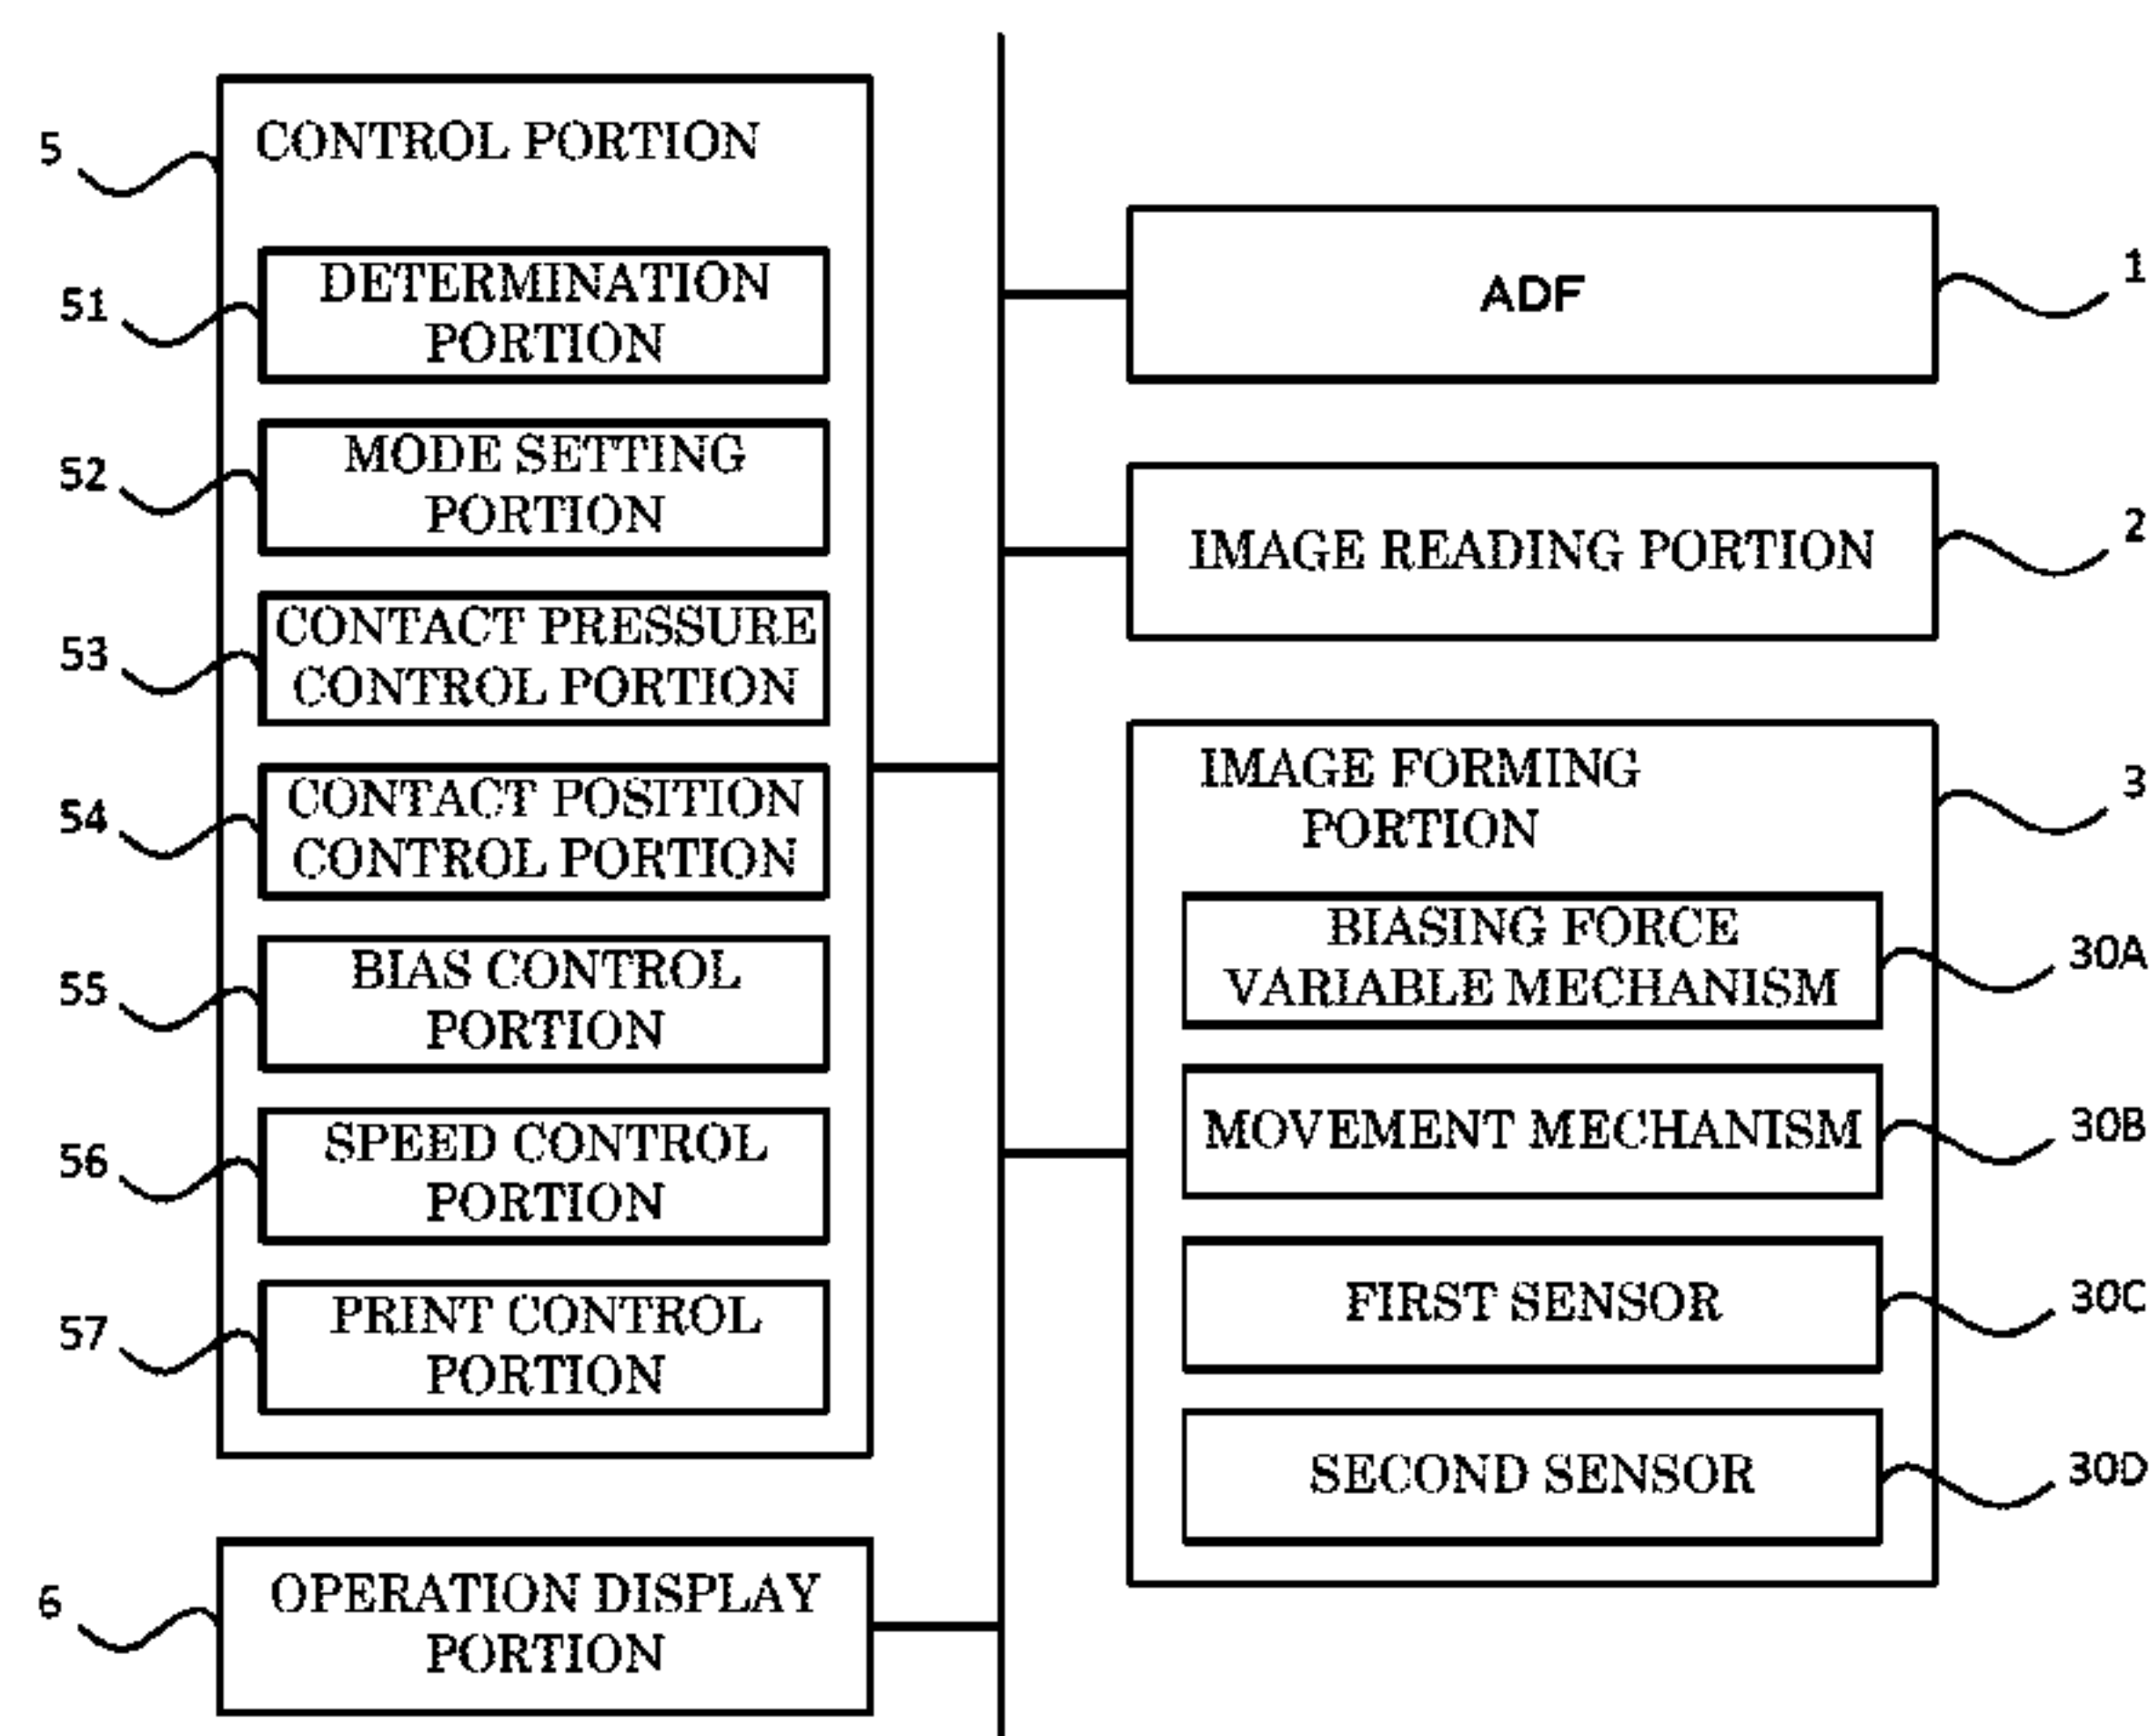 5
CONTROL PORTION
51
DETERMINATION
PORTION
52
MODE SETTING
PORTION
53
CONTACT PRESSURE
CONTROL PORTION
54
CONTACT POSITION
CONTROL PORTION
55
BIAS CONTROL
PORTION
56
SPEED CONTROL
PORTION
57
PRINT CONTROL
PORTION
6
OPERATION DISPLAY
PORTION
ADF
1
IMAGE READING PORTION
2
IMAGE FORMING
PORTION
3
BIASING FORCE
VARIABLE MECHANISM
30A
MOVEMENT MECHANISM
30B
FIRST SENSOR
30C
SECOND SENSOR
30D